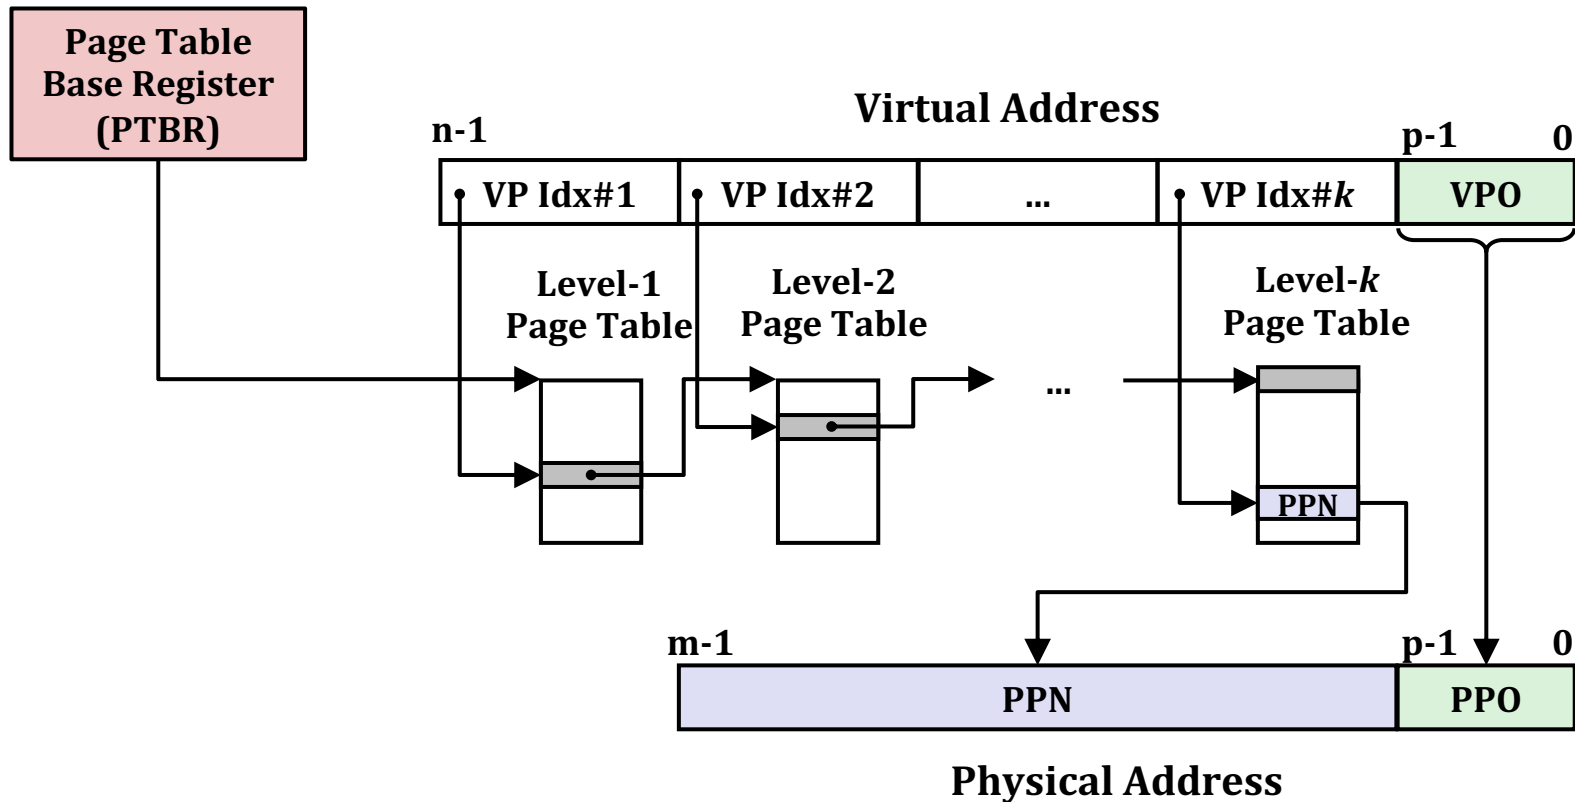 Page Table
Base Register
(PTBR)
Virtual Address
n-1
p-1
0
VP Idx#1
VP Idx#2
...
VP Idx#k
VPO
Level-1
Page Table
Level-2
Page Table
Level-k
Page Table
...
PPN
m-1
p-1
0
PPN
PPO
Physical Address